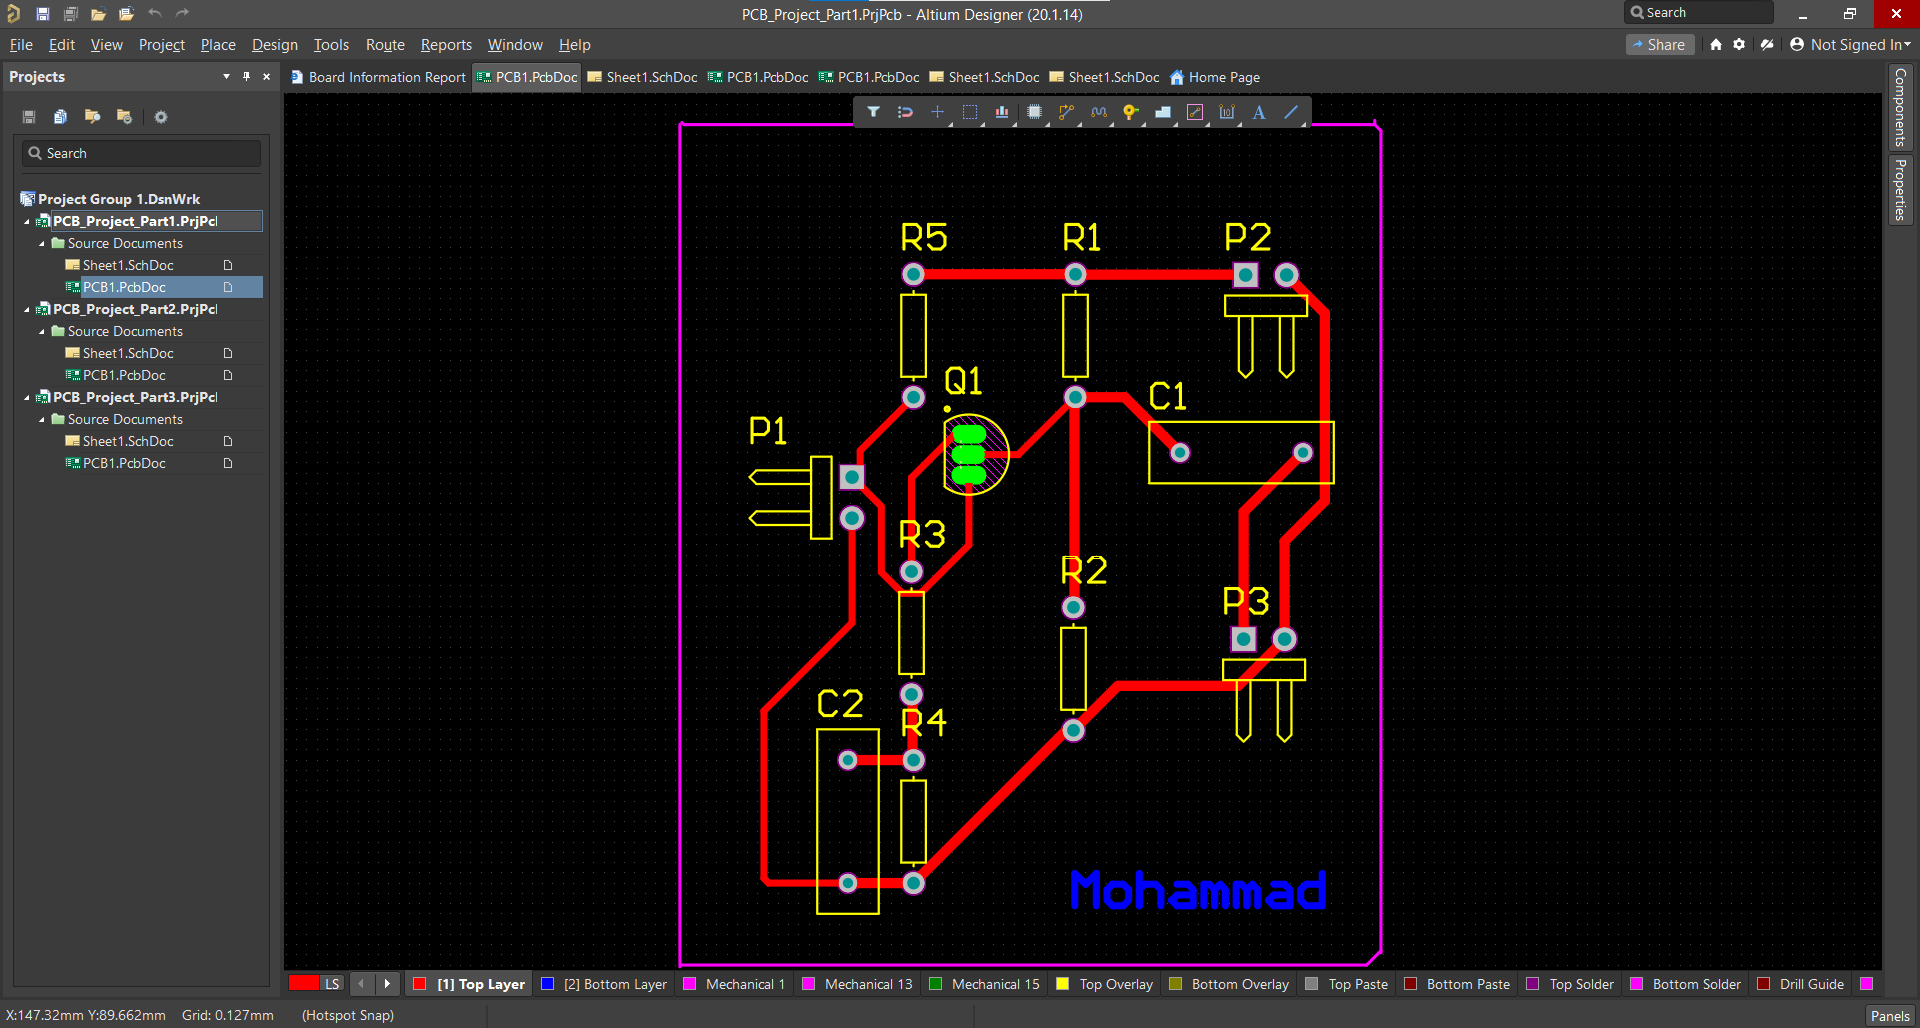 PCB_Project_Part1.PrjPcb - Altium Designer (20.1.14)
Search
File Edit View Project Place Design Tools Route Reports Window Help
Share
Not Signed In
Projects
Board Information Report PCB1.PcbDoc Sheet1.SchDoc PCB1.PcbDoc PCB1.PcbDoc Sheet1.SchDoc Sheet1.SchDoc Home Page
Components
Properties
Search
Project Group 1.DsnWrk
PCB_Project_Part1.PrjPcl
Source Documents
Sheet1.SchDoc
PCB1.PcbDoc
PCB_Project_Part2.PrjPcl
Source Documents
Sheet1.SchDoc
PCB1.PcbDoc
PCB_Project_Part3.PrjPcl
Source Documents
Sheet1.SchDoc
PCB1.PcbDoc
R5 R1 P2
Q1 C1
P1
R3
R2
P3
C2
R4
Mohammad
LS [1] Top Layer [2] Bottom Layer Mechanical 1 Mechanical 13 Mechanical 15 Top Overlay Bottom Overlay Top Paste Bottom Paste Top Solder Bottom Solder Drill Guide
X:147.32mm Y:89.662mm Grid: 0.127mm (Hotspot Snap)
Panels